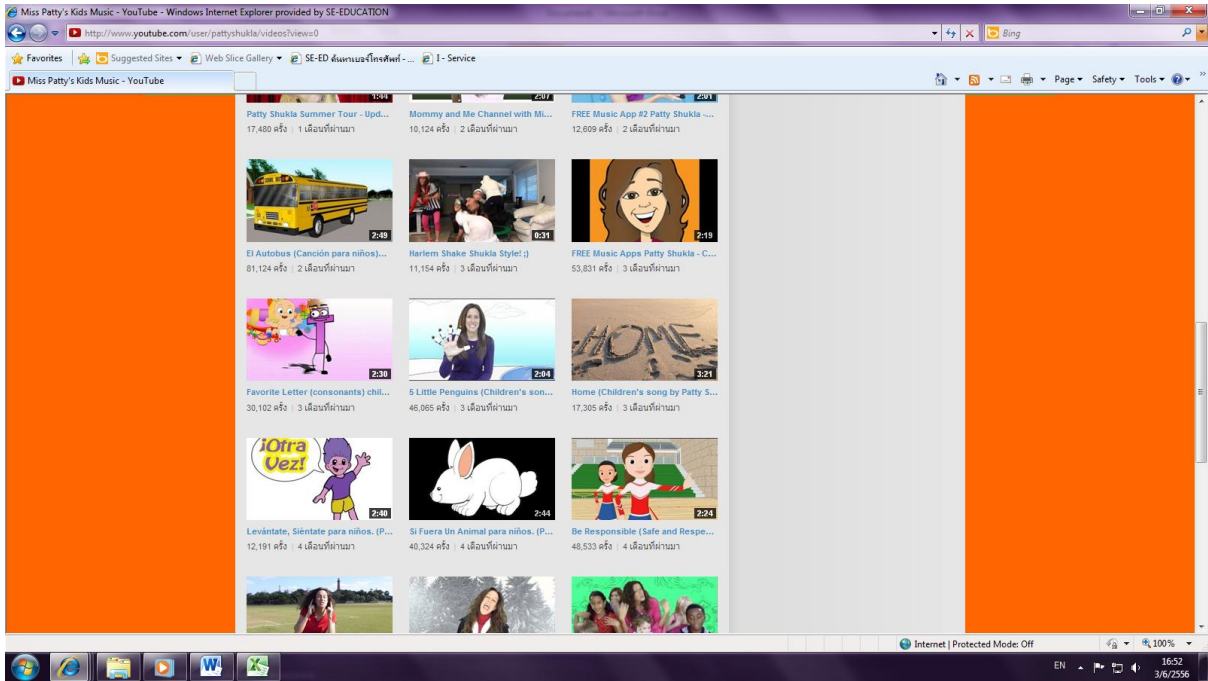 Miss Patty's Kids Music - YouTube - Windows Internet Explorer provided by SE-EDUCATION
http://www.youtube.com/user/pattyshukla/videos?view=0
Bing
Favorites Suggested Sites Web Slice Gallery SE-ED ค้นหาเบอร์โทรศัพท์ - ... I - Service
Miss Patty's Kids Music - YouTube
Page Safety Tools
1:44 2:07 2:01
Patty Shukla Summer Tour - Upd... Mommy and Me Channel with Mi... FREE Music App #2 Patty Shukla -...
17,480 ครั้ง | 1 เดือนที่ผ่านมา 10,124 ครั้ง | 2 เดือนที่ผ่านมา 12,609 ครั้ง | 2 เดือนที่ผ่านมา
2:49 0:31 2:19
El Autobus (Canción para niños)... Harlem Shake Shukla Style! ;) FREE Music Apps Patty Shukla - C...
81,124 ครั้ง | 2 เดือนที่ผ่านมา 11,154 ครั้ง | 3 เดือนที่ผ่านมา 53,831 ครั้ง | 3 เดือนที่ผ่านมา
HOME
2:30 2:04 3:21
Favorite Letter (consonants) chil... 5 Little Penguins (Children's son... Home (Children's song by Patty S...
30,102 ครั้ง | 3 เดือนที่ผ่านมา 46,065 ครั้ง | 3 เดือนที่ผ่านมา 17,305 ครั้ง | 3 เดือนที่ผ่านมา
¡Otra
Vez!
2:40 2:44 2:24
Levántate, Siéntate para niños. (P... Si Fuera Un Animal para niños. (P... Be Responsible (Safe and Respe...
12,191 ครั้ง | 4 เดือนที่ผ่านมา 40,324 ครั้ง | 4 เดือนที่ผ่านมา 48,533 ครั้ง | 4 เดือนที่ผ่านมา
Internet | Protected Mode: Off 100%
EN 16:52
3/6/2556